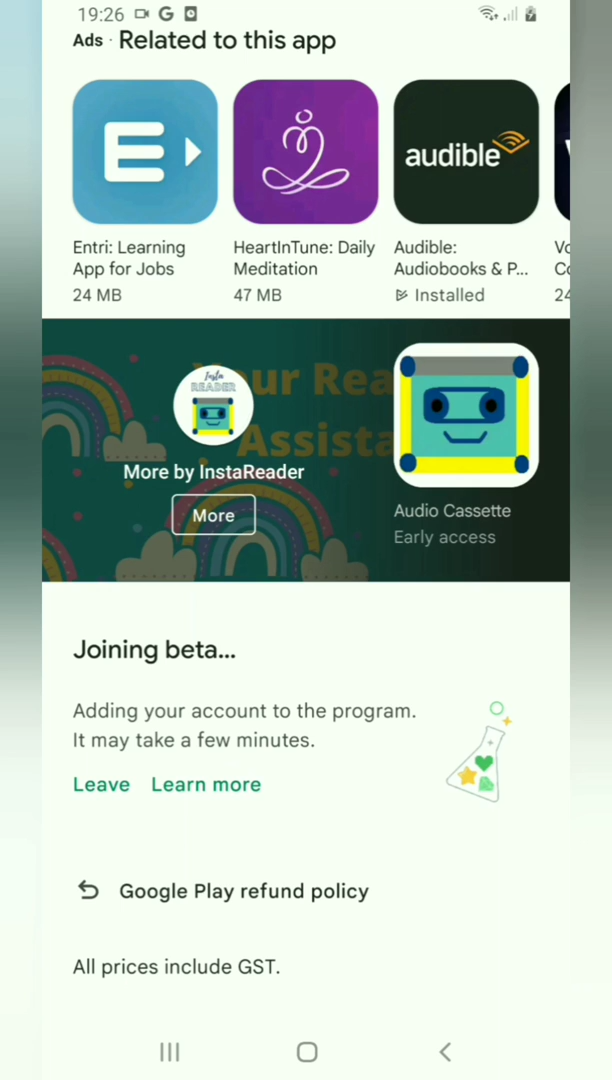 19:26
Ads · Related to this app
audible
Entri: Learning
App for Jobs
24 MB
HeartInTune: Daily
Meditation
47 MB
Audible:
Audiobooks & P...
Installed
Vo
Co
24
Your Rea
Assista
Insta
READER
More by InstaReader
More
Audio Cassette
Early access
Joining beta...
Adding your account to the program.
It may take a few minutes.
Leave Learn more
Google Play refund policy
All prices include GST.